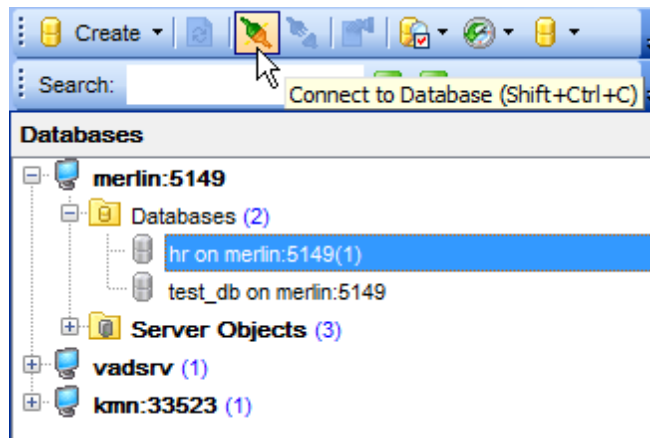 Create
Search:
Connect to Database (Shift+Ctrl+C)
Databases
merlin:5149
Databases (2)
hr on merlin:5149(1)
test_db on merlin:5149
Server Objects (3)
vadsrv (1)
kmn:33523 (1)